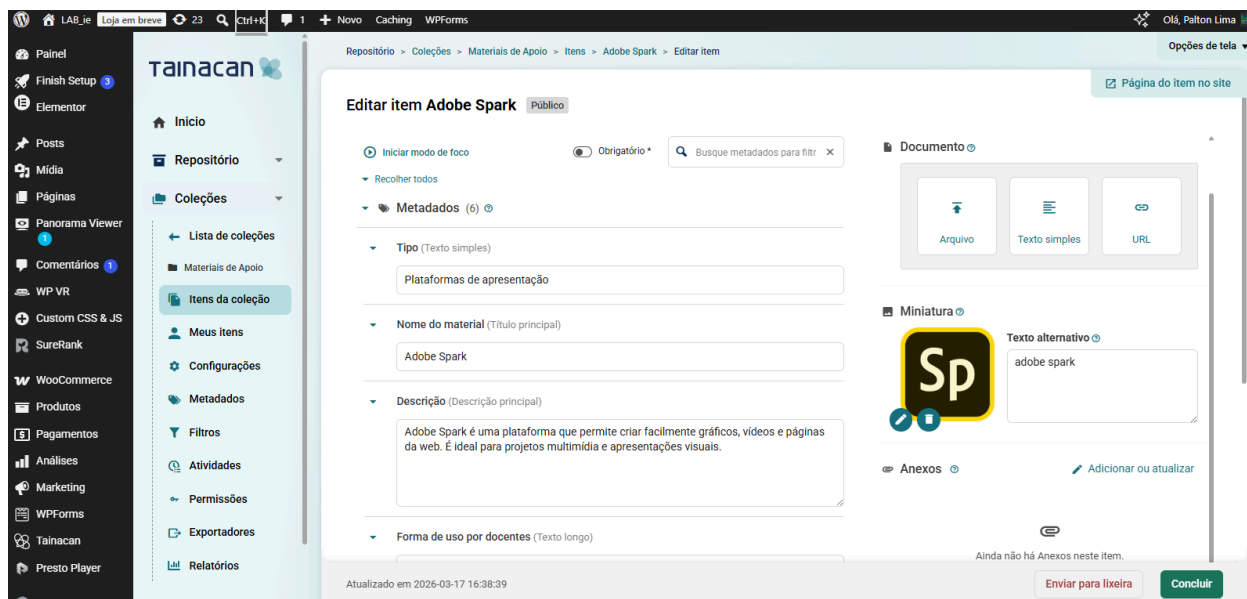 LAB_ie Loja em breve 23 Ctrl+K 1 Novo Caching WPForms Olá, Palton Lima
Painel
Finish Setup 3
Elementor
Posts
Mídia
Páginas
Panorama Viewer
1
Comentários 1
WP VR
Custom CSS & JS
SureRank
WooCommerce
Produtos
Pagamentos
Análises
Marketing
WPForms
Tainacan
Presto Player
Tainacan
Inicio
Repositório
Coleções
Lista de coleções
Materiais de Apoio
Itens da coleção
Meus itens
Configurações
Metadados
Filtros
Atividades
Permissões
Exportadores
Relatórios
Repositório > Coleções > Materiais de Apoio > Itens > Adobe Spark > Editar item
Opções de tela
Página do item no site
Editar item Adobe Spark Público
Iniciar modo de foco Obrigatório * Busque metadados para filtr
Recolher todos
Metadados (6)
Tipo (Texto simples)
Plataformas de apresentação
Nome do material (Título principal)
Adobe Spark
Descrição (Descrição principal)
Adobe Spark é uma plataforma que permite criar facilmente gráficos, vídeos e páginas
da web. É ideal para projetos multimídia e apresentações visuais.
Forma de uso por docentes (Texto longo)
Documento
Arquivo Texto simples URL
Miniatura
Sp
Texto alternativo
adobe spark
Anexos Adicionar ou atualizar
Ainda não há Anexos neste item.
Atualizado em 2026-03-17 16:38:39 Enviar para lixeira Concluir